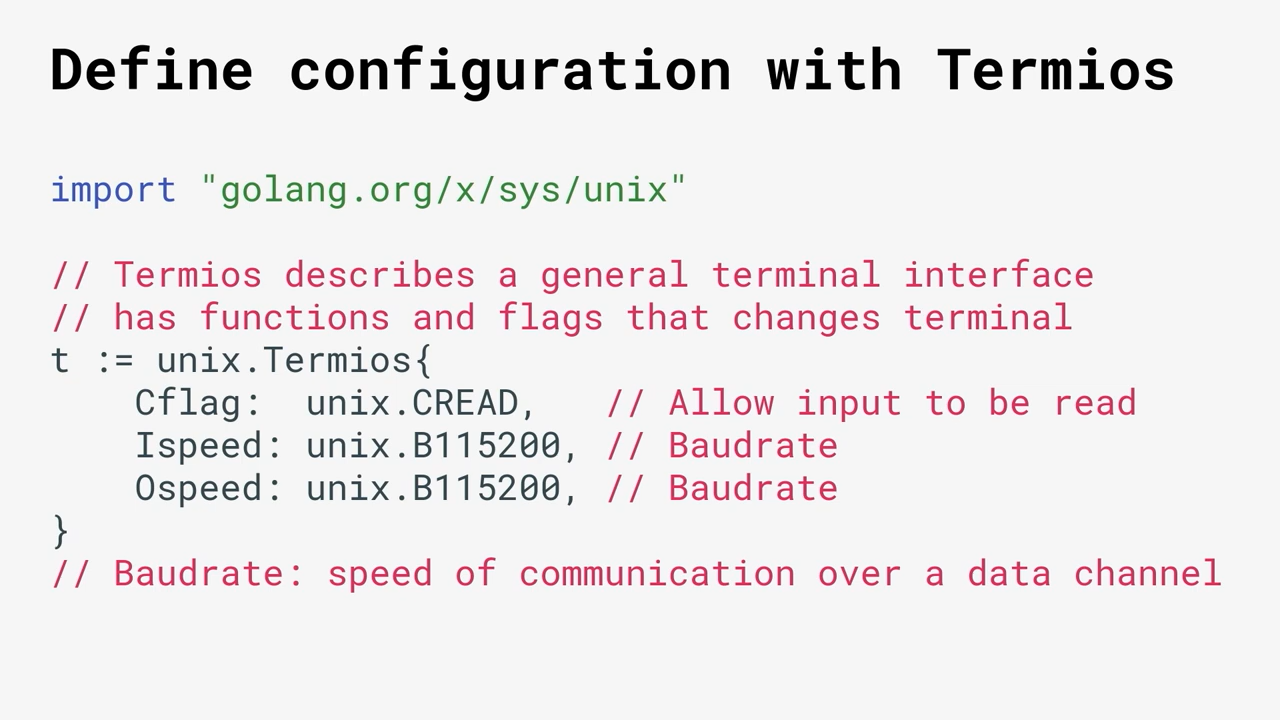 Define configuration with Termios
import "golang.org/x/sys/unix"
// Termios describes a general terminal interface
// has functions and flags that changes terminal
t := unix.Termios{
    Cflag:  unix.CREAD,   // Allow input to be read
    Ispeed: unix.B115200, // Baudrate
    Ospeed: unix.B115200, // Baudrate
}
// Baudrate: speed of communication over a data channel